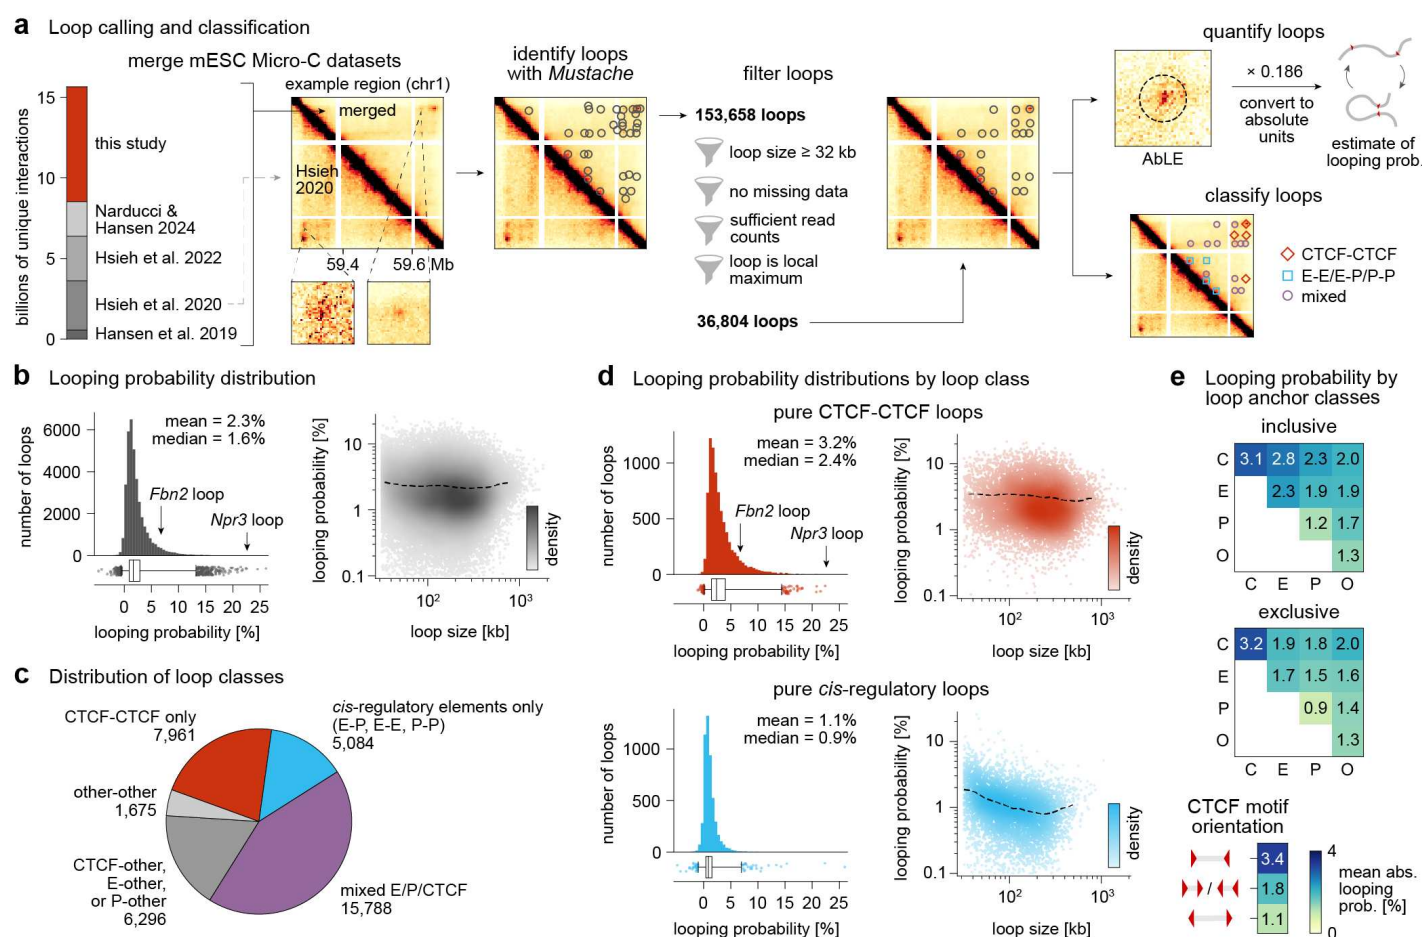 a Loop calling and classification
merge mESC Micro-C datasets
billions of unique interactions
15
10
5
0
this study
Narducci &
Hansen 2024
Hsieh et al. 2022
Hsieh et al. 2020
Hansen et al. 2019
example region (chr1)
merged
Hsieh
2020
59.4
59.6 Mb
identify loops
with Mustache
filter loops
153,658 loops
loop size ≥ 32 kb
no missing data
sufficient read
counts
loop is local
maximum
36,804 loops
quantify loops
AbLE
× 0.186
convert to
absolute
units
estimate of
looping prob.
classify loops
CTCF-CTCF
E-E/E-P/P-P
mixed
b Looping probability distribution
number of loops
6000
4000
2000
0
mean = 2.3%
median = 1.6%
Fbn2 loop
Npr3 loop
0 5 10 15 20 25
looping probability [%]
looping probability [%]
10
1
0.1
density
10² 10³
loop size [kb]
c Distribution of loop classes
CTCF-CTCF only
7,961
cis-regulatory elements only
(E-P, E-E, P-P)
5,084
other-other
1,675
CTCF-other,
E-other,
or P-other
6,296
mixed E/P/CTCF
15,788
d Looping probability distributions by loop class
pure CTCF-CTCF loops
number of loops
1000
500
0
mean = 3.2%
median = 2.4%
Fbn2 loop
Npr3 loop
0 5 10 15 20 25
looping probability [%]
looping probability [%]
10
1
0.1
density
10² 10³
loop size [kb]
pure cis-regulatory loops
number of loops
1000
500
0
mean = 1.1%
median = 0.9%
0 5 10 15 20 25
looping probability [%]
looping probability [%]
10
1
0.1
density
10² 10³
loop size [kb]
e Looping probability by
loop anchor classes
inclusive
C 3.1 2.8 2.3 2.0
E 2.3 1.9 1.9
P 1.2 1.7
O 1.3
C E P O
exclusive
C 3.2 1.9 1.8 2.0
E 1.7 1.5 1.6
P 0.9 1.4
O 1.3
C E P O
CTCF motif
orientation
3.4
/ 1.8
1.1
4
mean abs.
looping
prob. [%]
0